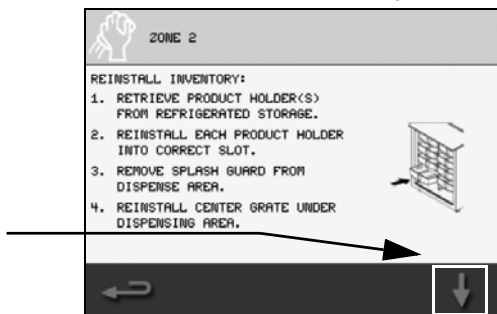 ZONE 2
REINSTALL INVENTORY:
1. RETRIEVE PRODUCT HOLDER(S)
FROM REFRIGERATED STORAGE.
2. REINSTALL EACH PRODUCT HOLDER
INTO CORRECT SLOT.
3. REMOVE SPLASH GUARD FROM
DISPENSE AREA.
4. REINSTALL CENTER GRATE UNDER
DISPENSING AREA.